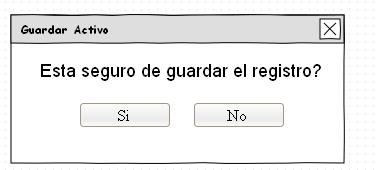 Guardar Activo
Esta seguro de guardar el registro?
Si
No